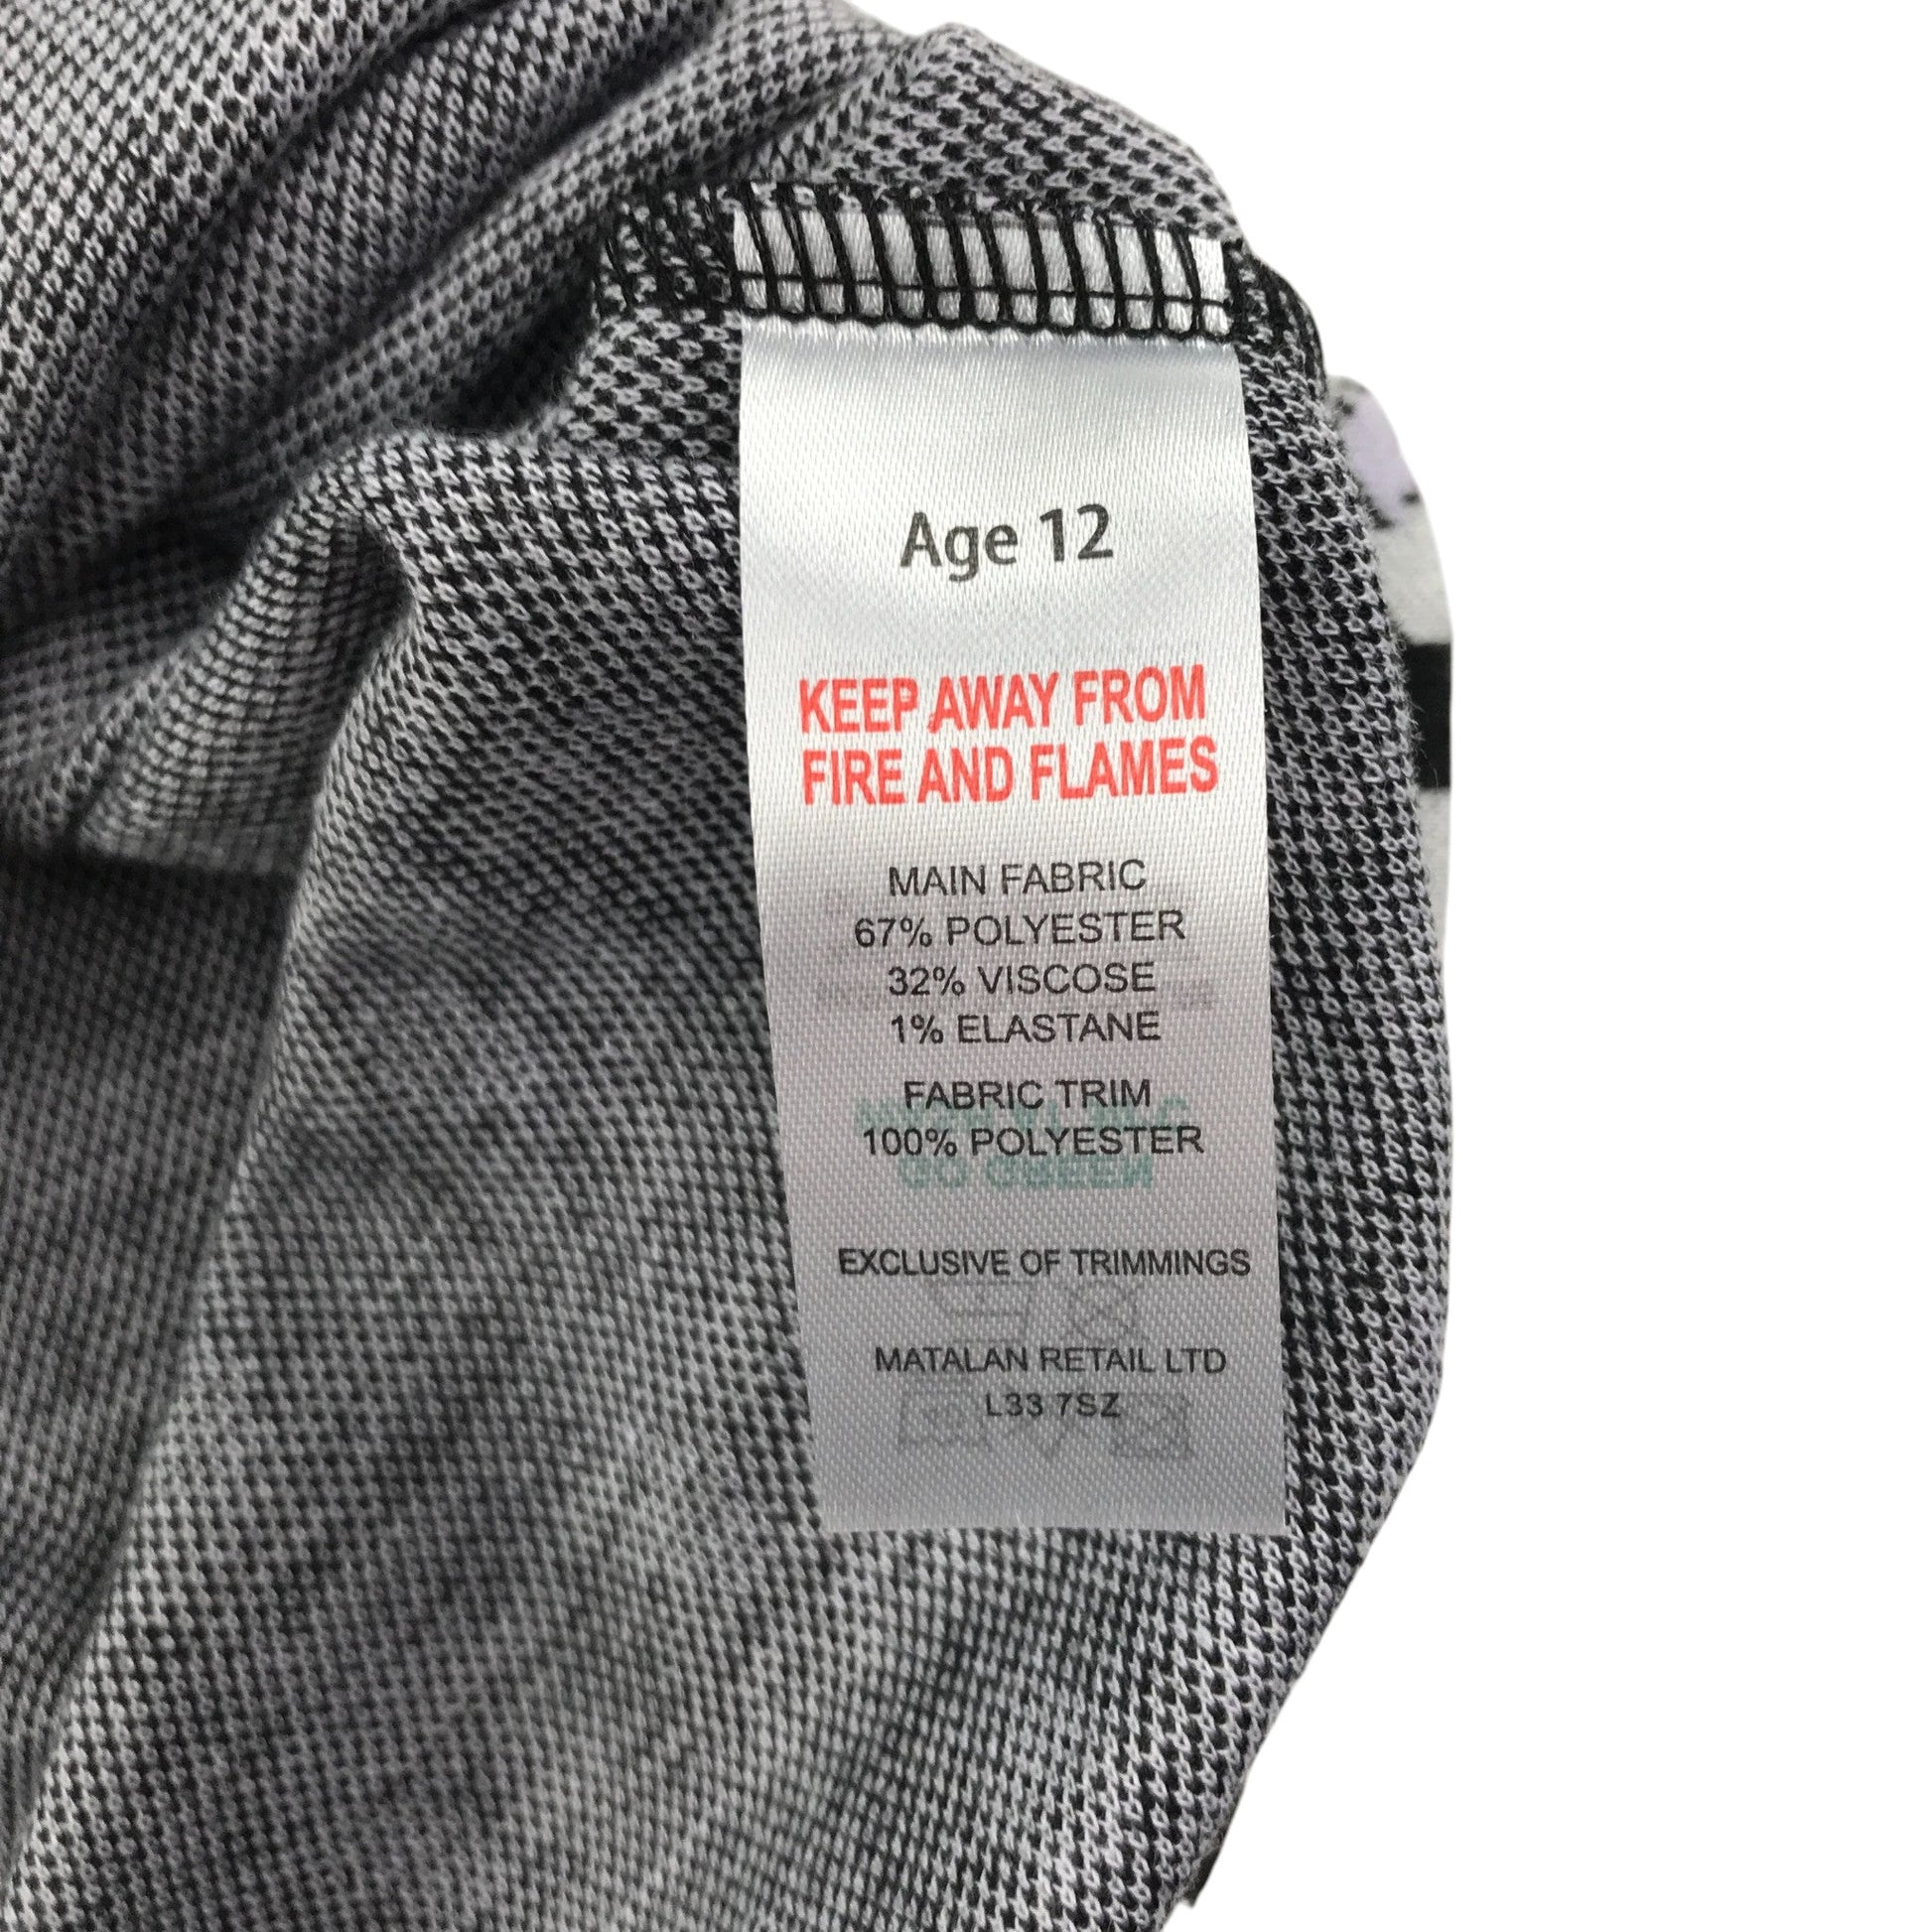 Age 12
KEEP AWAY FROM
FIRE AND FLAMES
MAIN FABRIC
67% POLYESTER
32% VISCOSE
1% ELASTANE
FABRIC TRIM
100% POLYESTER
EXCLUSIVE OF TRIMMINGS
MATALAN RETAIL LTD
L33 7SZ